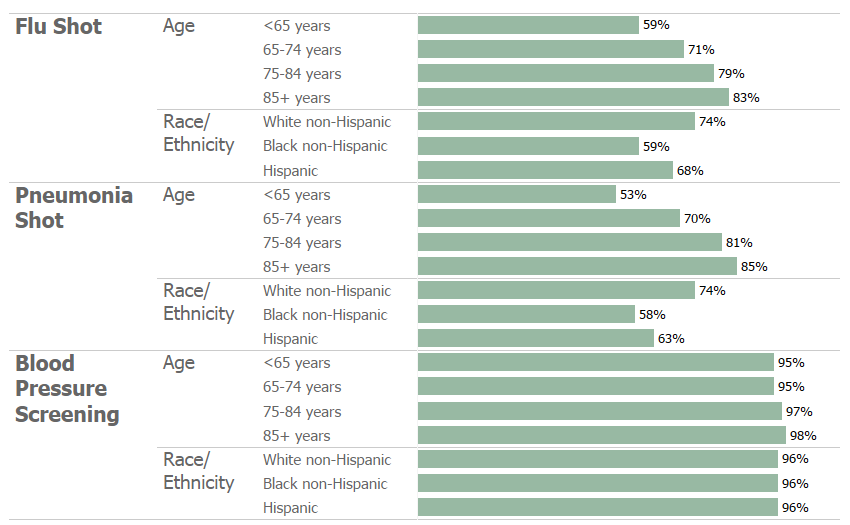 Flu Shot Age <65 years 59%
65-74 years 71%
75-84 years 79%
85+ years 83%
Race/ White non-Hispanic 74%
Ethnicity Black non-Hispanic 59%
Hispanic 68%
Pneumonia Age <65 years 53%
Shot 65-74 years 70%
75-84 years 81%
85+ years 85%
Race/ White non-Hispanic 74%
Ethnicity Black non-Hispanic 58%
Hispanic 63%
Blood Age <65 years 95%
Pressure 65-74 years 95%
Screening 75-84 years 97%
85+ years 98%
Race/ White non-Hispanic 96%
Ethnicity Black non-Hispanic 96%
Hispanic 96%